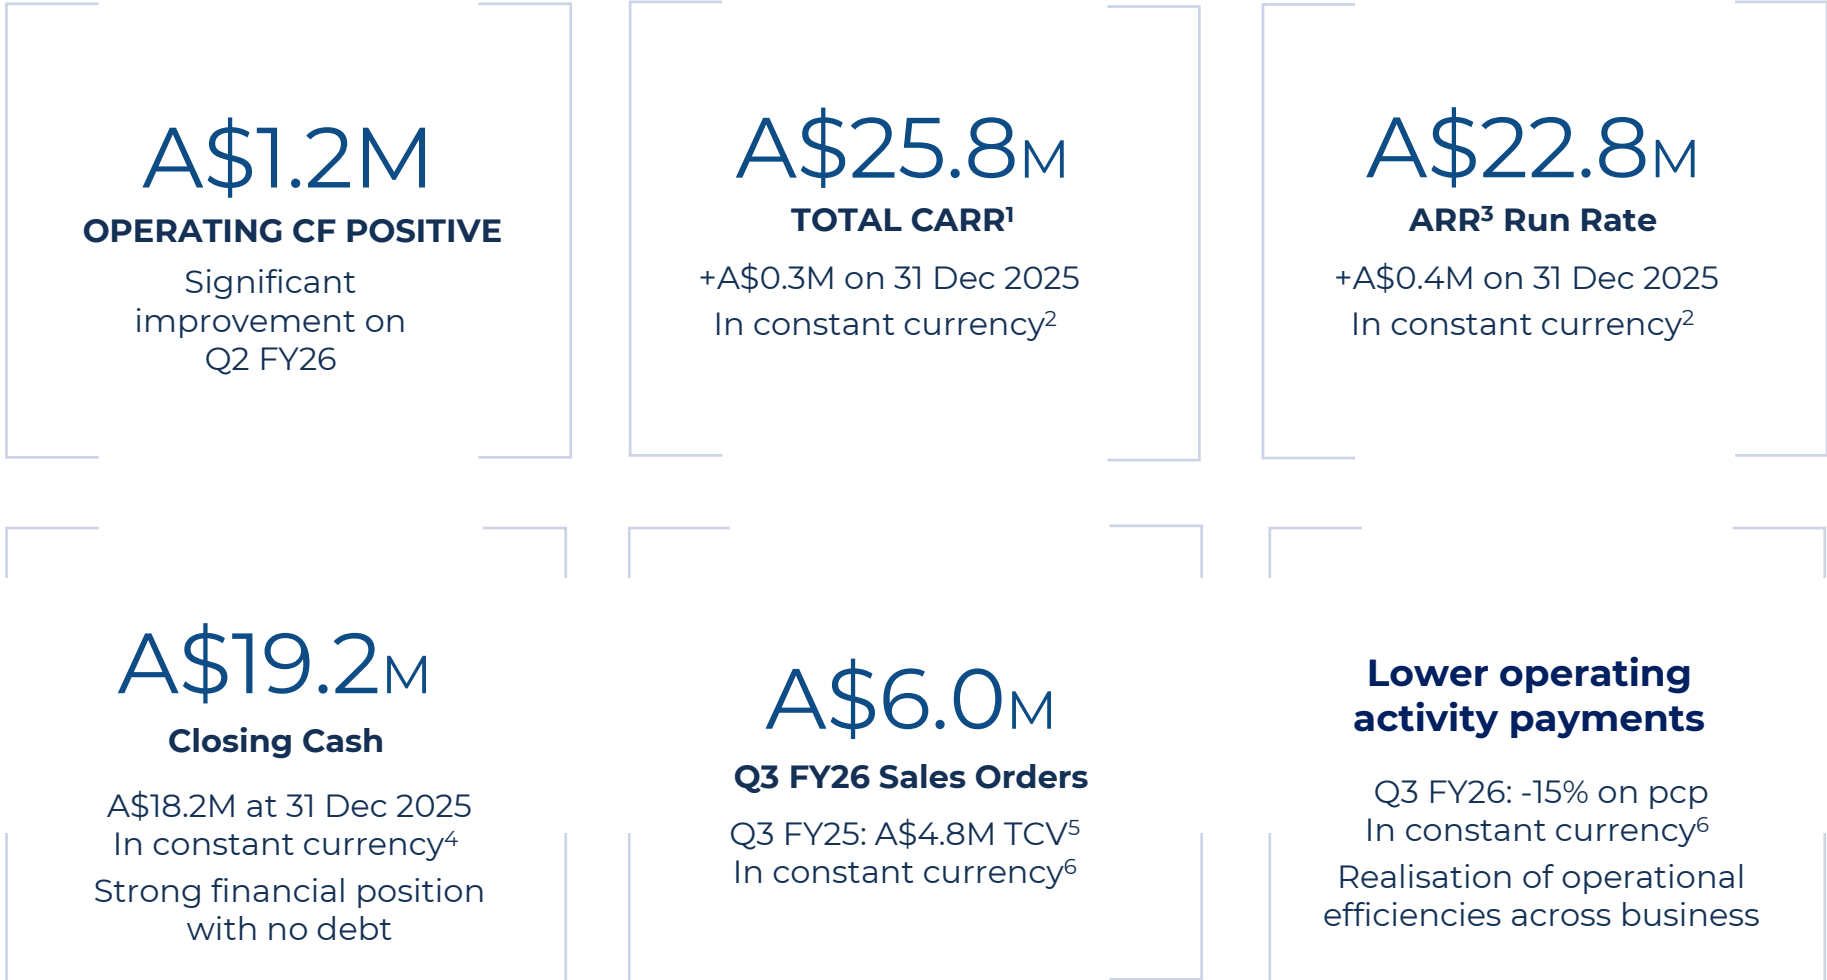 A$1.2M
OPERATING CF POSITIVE
Significant
improvement on
Q2 FY26
A$25.8M
TOTAL CARR¹
+A$0.3M on 31 Dec 2025
In constant currency²
A$22.8M
ARR³ Run Rate
+A$0.4M on 31 Dec 2025
In constant currency²
A$19.2M
Closing Cash
A$18.2M at 31 Dec 2025
In constant currency⁴
Strong financial position
with no debt
A$6.0M
Q3 FY26 Sales Orders
Q3 FY25: A$4.8M TCV⁵
In constant currency⁶
Lower operating
activity payments
Q3 FY26: -15% on pcp
In constant currency⁶
Realisation of operational
efficiencies across business